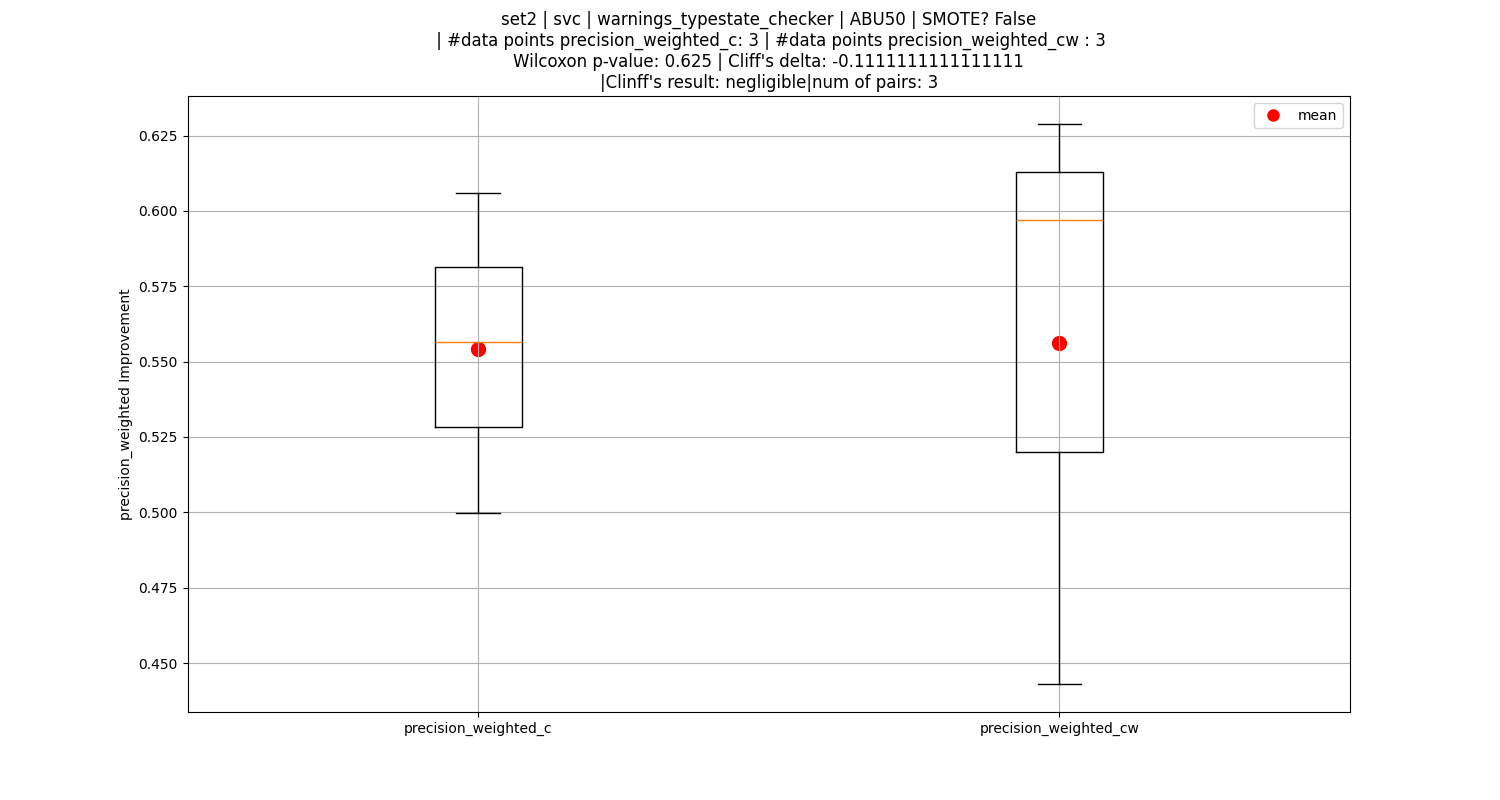 set2 | svc | warnings_typestate_checker | ABU50 | SMOTE? False
| #data points precision_weighted_c: 3 | #data points precision_weighted_cw : 3
Wilcoxon p-value: 0.625 | Cliff's delta: -0.1111111111111111
|Clinff's result: negligible|num of pairs: 3
mean
0.625
0.600
0.575
0.550
0.525
0.500
0.475
0.450
precision_weighted Improvement
precision_weighted_c
precision_weighted_cw